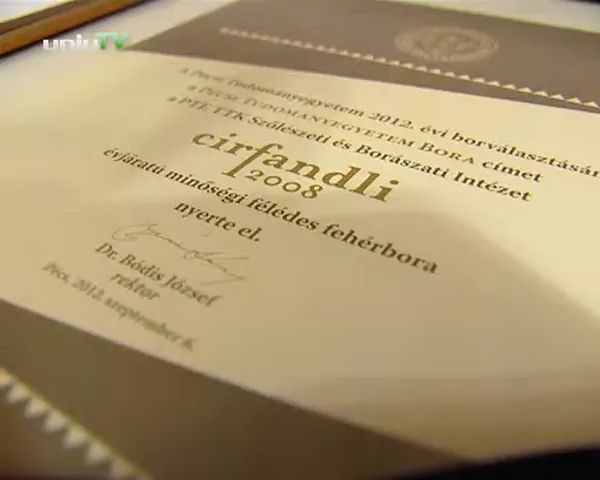 univTV
A Pécsi Tudományegyetem 2012. évi borválasztásán
a Pécsi Tudományegyetem Bora címet
a PTE TTK Szőlészeti és Borászati Intézet
cirfandli
2008
évjáratú minőségi félédes fehérbora
nyerte el.
Dr. Bódis József
rektor
Pécs, 2012. szeptember 6.